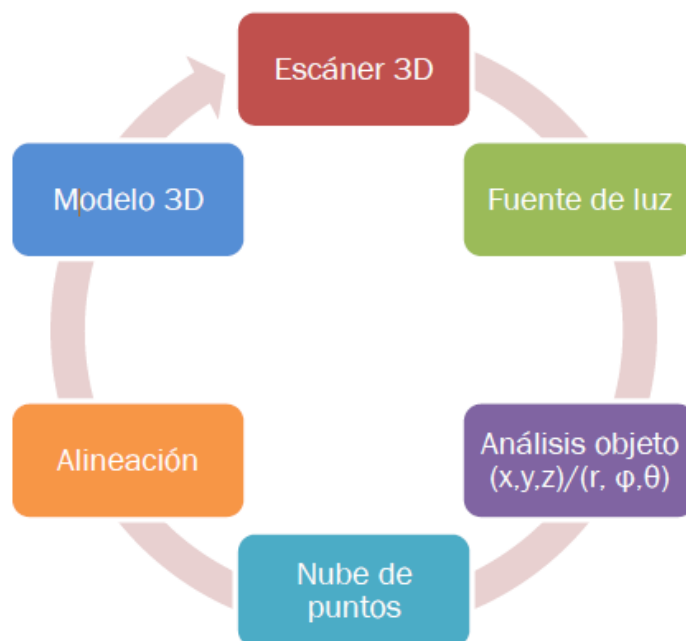 Escáner 3D
Fuente de luz
Análisis objeto
(x,y,z)/(r, φ,θ)
Nube de
puntos
Alineación
Modelo 3D